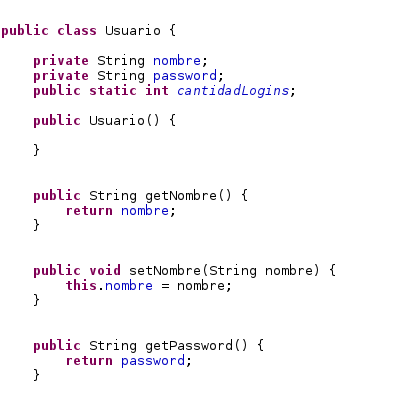 public class Usuario {
private String nombre;
private String password;
public static int cantidadLogins;
public Usuario() {
}
public String getNombre() {
return nombre;
}
public void setNombre(String nombre) {
this.nombre = nombre;
}
public String getPassword() {
return password;
}